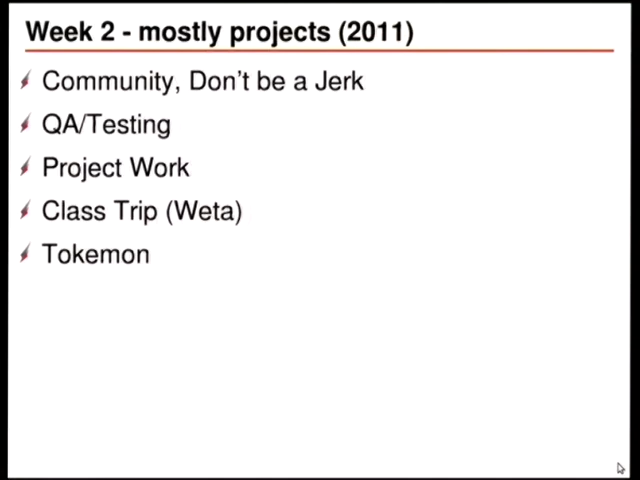 Week 2 - mostly projects (2011)
Community, Don't be a Jerk
QA/Testing
Project Work
Class Trip (Weta)
Tokemon